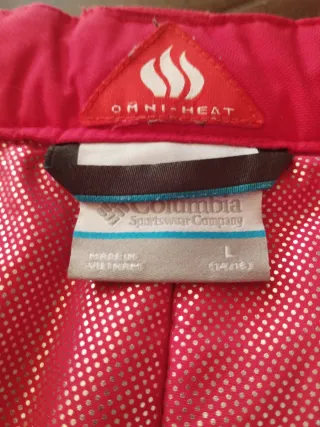 OMNI-HEAT
Columbia
Sportswear Company
MADE IN
VIETNAM
L
(14/16)